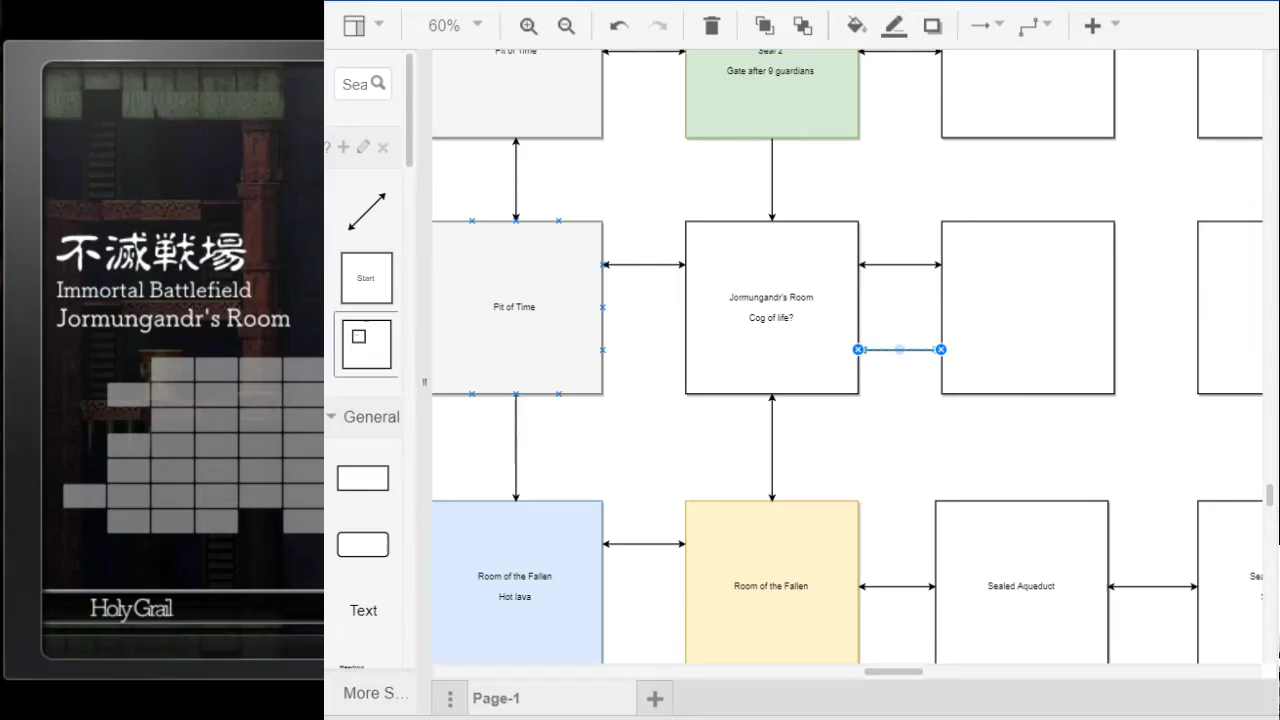 60%
Sea
不滅戦場
Immortal Battlefield
Jormungandr's Room
Holy Grail
?
Start
General
Text
More S...
Pit of Time
Seal 2
Gate after 9 guardians
Pit of Time
Jormungandr's Room
Cog of life?
Room of the Fallen
Hot lava
Room of the Fallen
Sealed Aqueduct
Sea
Page-1